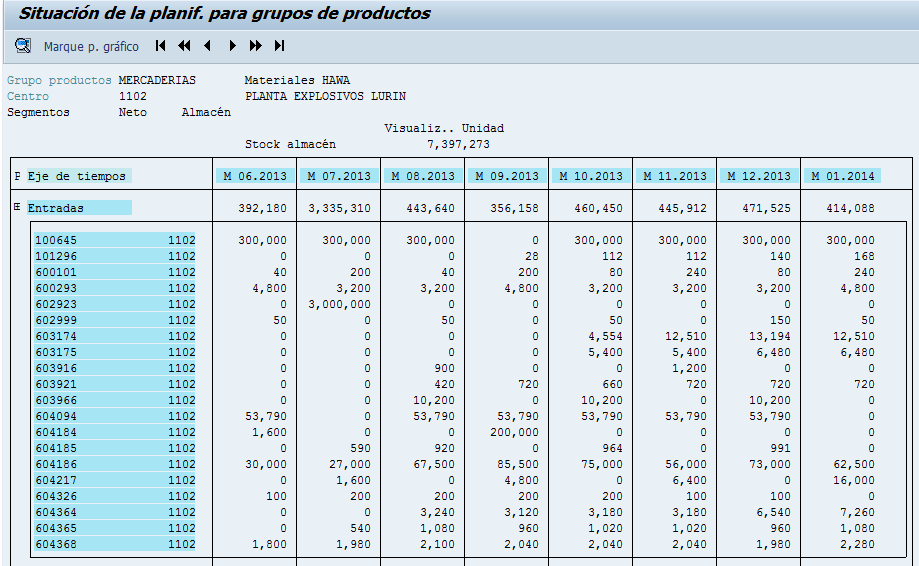 Situación de la planif. para grupos de productos
Marque p. gráfico
Grupo productos MERCADERIAS Materiales HAWA
Centro 1102 PLANTA EXPLOSIVOS LURIN
Segmentos Neto Almacén
Visualiz.. Unidad
Stock almacén 7,397,273
P Eje de tiempos M 06.2013 M 07.2013 M 08.2013 M 09.2013 M 10.2013 M 11.2013 M 12.2013 M 01.2014
Entradas 392,180 3,335,310 443,640 356,158 460,450 445,912 471,525 414,088
100645 1102 300,000 300,000 300,000 0 300,000 300,000 300,000 300,000
101296 1102 0 0 0 28 112 112 140 168
600101 1102 40 200 40 200 80 240 80 240
600293 1102 4,800 3,200 3,200 4,800 3,200 3,200 3,200 4,800
602923 1102 0 3,000,000 0 0 0 0 0 0
602999 1102 50 0 50 0 50 0 150 50
603174 1102 0 0 0 0 4,554 12,510 13,194 12,510
603175 1102 0 0 0 0 5,400 5,400 6,480 6,480
603916 1102 0 0 900 0 0 1,200 0 0
603921 1102 0 0 420 720 660 720 720 720
603966 1102 0 0 10,200 0 10,200 0 10,200 0
604094 1102 53,790 0 53,790 53,790 53,790 53,790 53,790 0
604184 1102 1,600 0 0 200,000 0 0 0 0
604185 1102 0 590 920 0 964 0 991 0
604186 1102 30,000 27,000 67,500 85,500 75,000 56,000 73,000 62,500
604217 1102 0 1,600 0 4,800 0 6,400 0 16,000
604326 1102 100 200 200 200 200 100 100 0
604364 1102 0 0 3,240 3,120 3,180 3,180 6,540 7,260
604365 1102 0 540 1,080 960 1,020 1,020 960 1,080
604368 1102 1,800 1,980 2,100 2,040 2,040 2,040 1,980 2,280